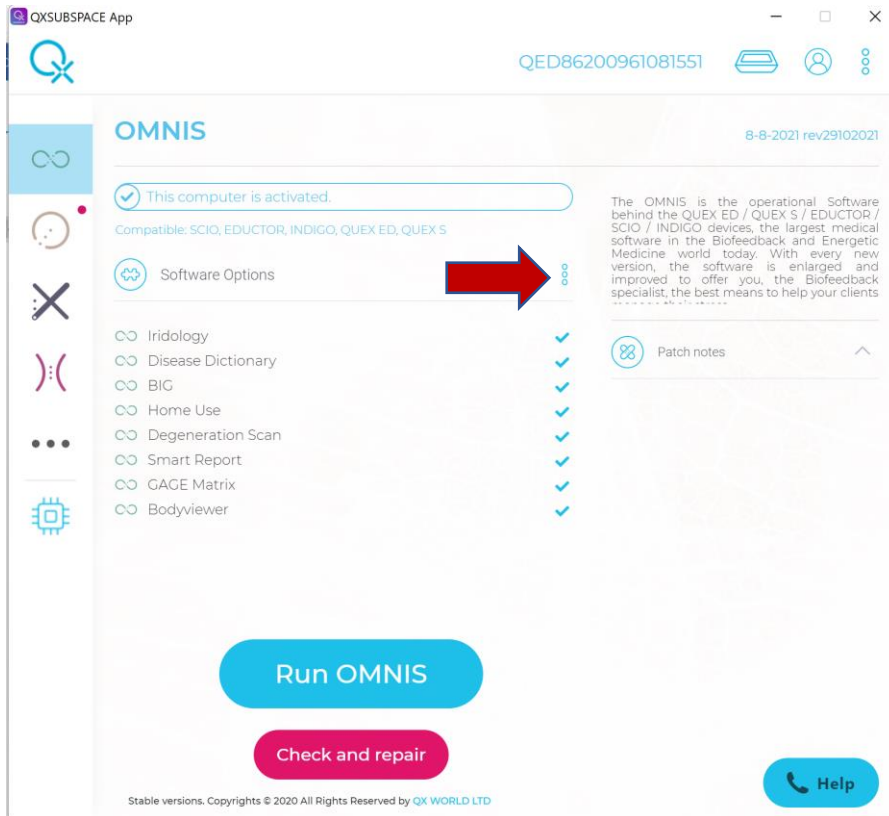 QXSUBSPACE App
QED86200961081551
OMNIS
8-8-2021 rev29102021
This computer is activated.
Compatible: SCIO, EDUCTOR, INDIGO, QUEX ED, QUEX S
Software Options
Iridology
Disease Dictionary
BIG
Home Use
Degeneration Scan
Smart Report
GAGE Matrix
Bodyviewer
The OMNIS is the operational Software
behind the QUEX ED / QUEX S / EDUCTOR /
SCIO / INDIGO devices, the largest medical
software in the Biofeedback and Energetic
Medicine world today. With every new
version, the software is enlarged and
improved to offer you, the Biofeedback
specialist, the best means to help your clients
Patch notes
Run OMNIS
Check and repair
Stable versions. Copyrights © 2020 All Rights Reserved by QX WORLD LTD
Help